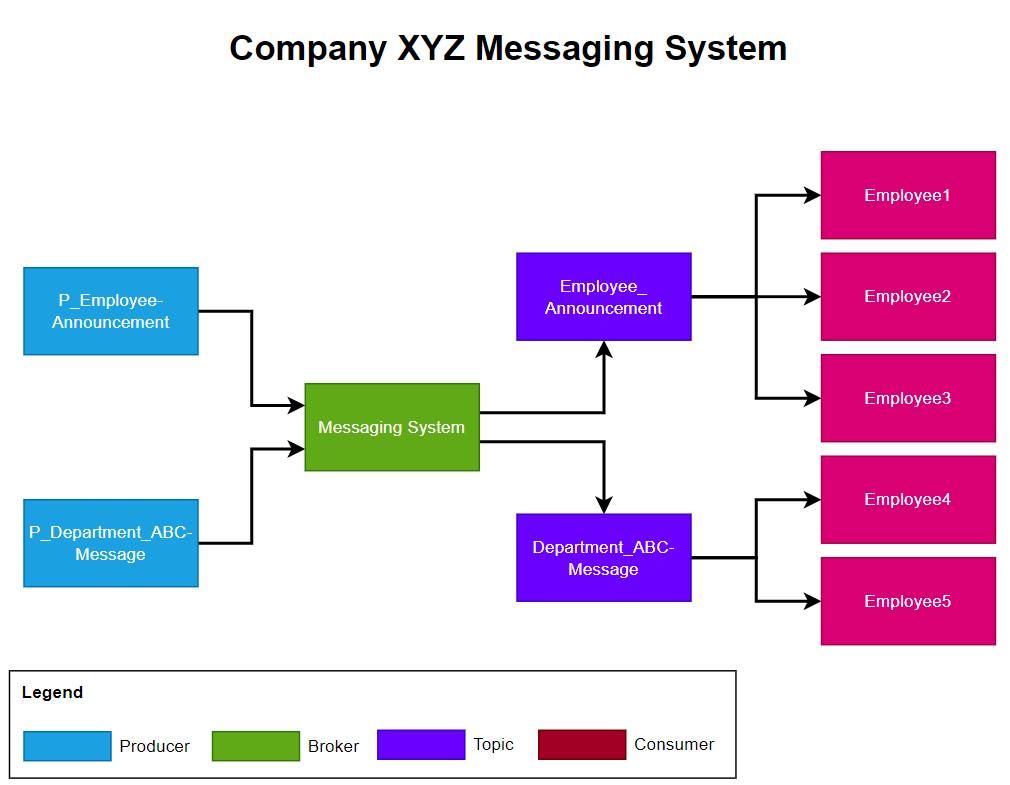 Company XYZ Messaging System
Employee1
P_Employee-
Announcement
Employee_
Announcement
Employee2
Employee3
Messaging System
P_Department_ABC-
Message
Department_ABC-
Message
Employee4
Employee5
Legend
Producer
Broker
Topic
Consumer